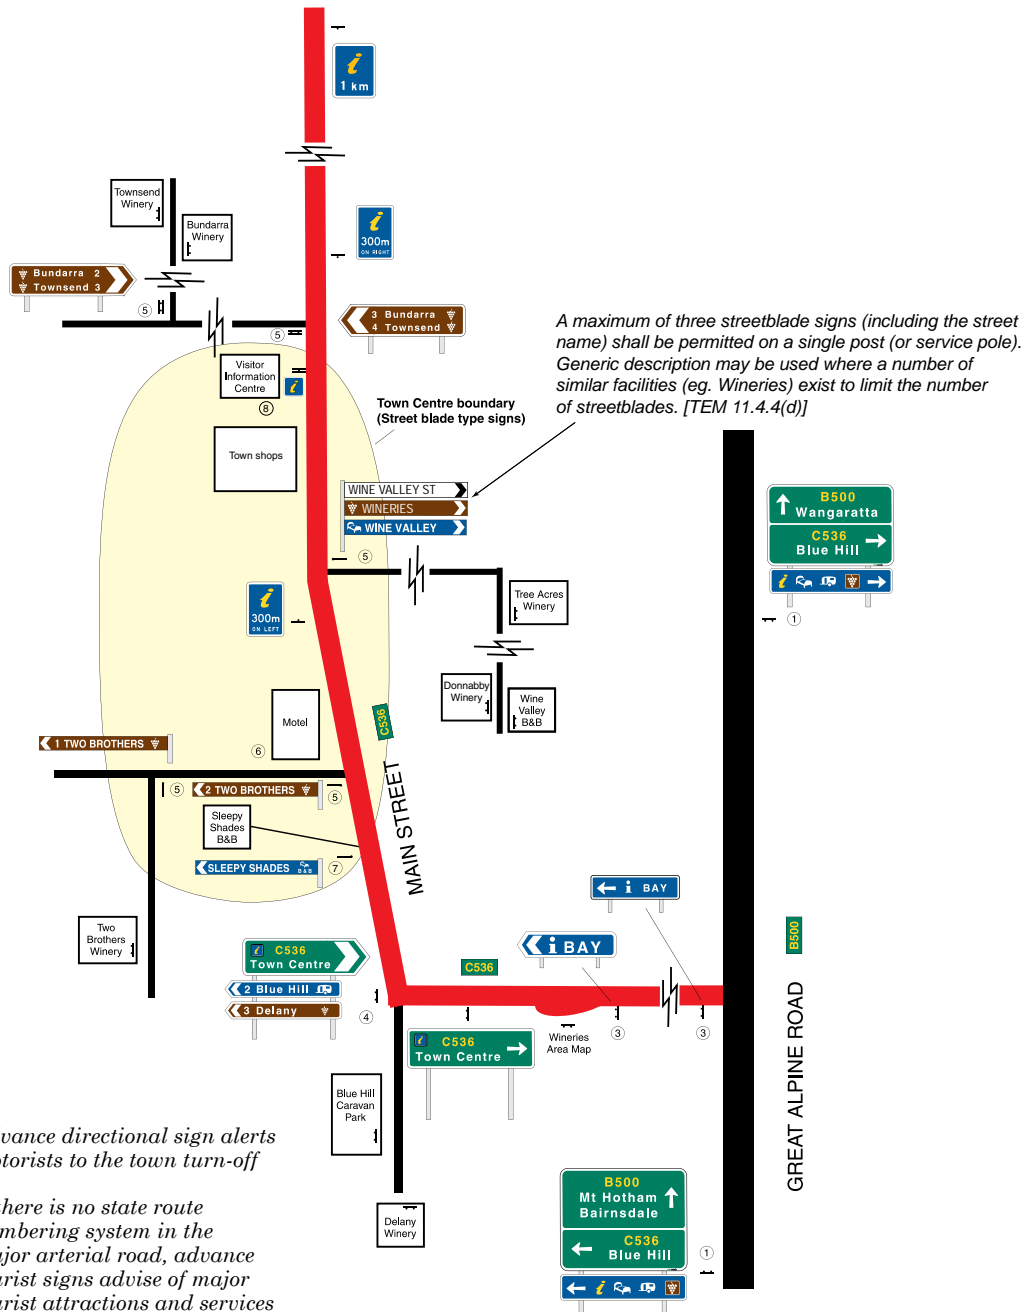 i
1 km
i
300m
ON RIGHT
Townsend
Winery
Bundarra
Winery
Bundarra 2
Townsend 3
5
5
3 Bundarra
4 Townsend
A maximum of three streetblade signs (including the street
name) shall be permitted on a single post (or service pole).
Generic description may be used where a number of
similar facilities (eg. Wineries) exist to limit the number
of streetblades. [TEM 11.4.4(d)]
Visitor
Information
Centre
i
8
Town Centre boundary
(Street blade type signs)
Town shops
WINE VALLEY ST
WINERIES
WINE VALLEY
5
B500
Wangaratta
C536
Blue Hill
i
1
i
300m
ON LEFT
Tree Acres
Winery
Donnabby
Winery
Wine
Valley
B&B
Motel
6
C536
MAIN STREET
1 TWO BROTHERS
5
2 TWO BROTHERS
5
Sleepy
Shades
B&B
SLEEPY SHADES
B & B
7
Two
Brothers
Winery
i BAY
i BAY
B500
GREAT ALPINE ROAD
i C536
Town Centre
2 Blue Hill
3 Delany
4
C536
i C536
Town Centre
Wineries
Area Map
3
3
Blue Hill
Caravan
Park
Delany
Winery
B500
Mt Hotham
Bairnsdale
C536
Blue Hill
i
1
vance directional sign alerts
otorists to the town turn-off
there is no state route
mbering system in the
ajor arterial road, advance
urist signs advise of major
urist attractions and services